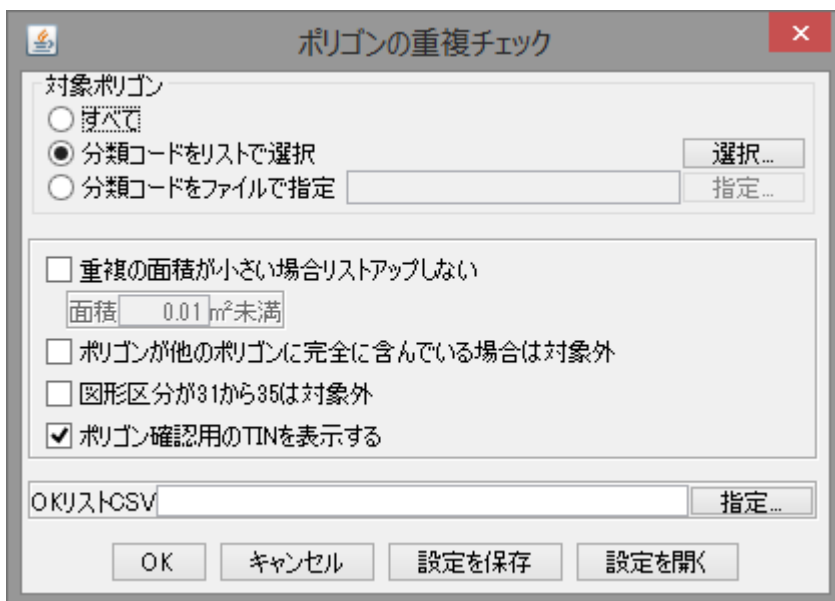 ポリゴンの重複チェック
対象ポリゴン
すべて
分類コードをリストで選択 選択...
分類コードをファイルで指定 指定...
重複の面積が小さい場合リストアップしない
面積 0.01 m²未満
ポリゴンが他のポリゴンに完全に含んでいる場合は対象外
図形区分が31から35は対象外
ポリゴン確認用のTINを表示する
OKリストCSV 指定...
OK キャンセル 設定を保存 設定を開く